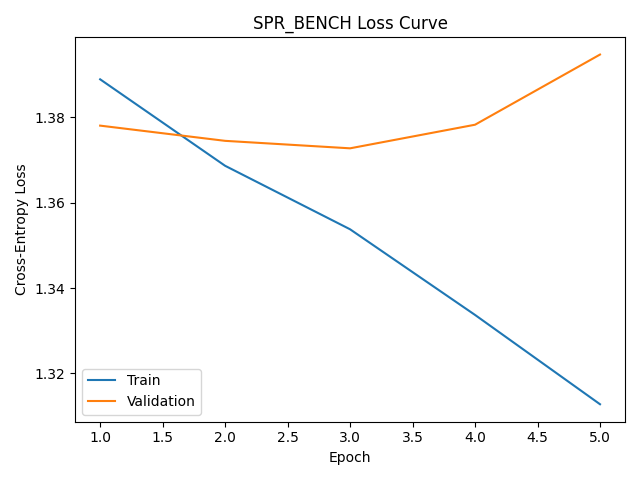 SPR_BENCH Loss Curve
Cross-Entropy Loss
1.38
1.36
1.34
1.32
Train
Validation
1.0 1.5 2.0 2.5 3.0 3.5 4.0 4.5 5.0
Epoch